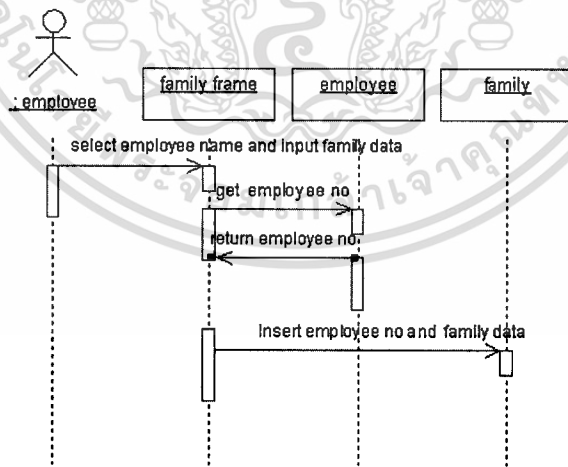 : employee
family frame
employee
family
select employee name and input family data
get employee no
return employee no
Insert employee no and family data